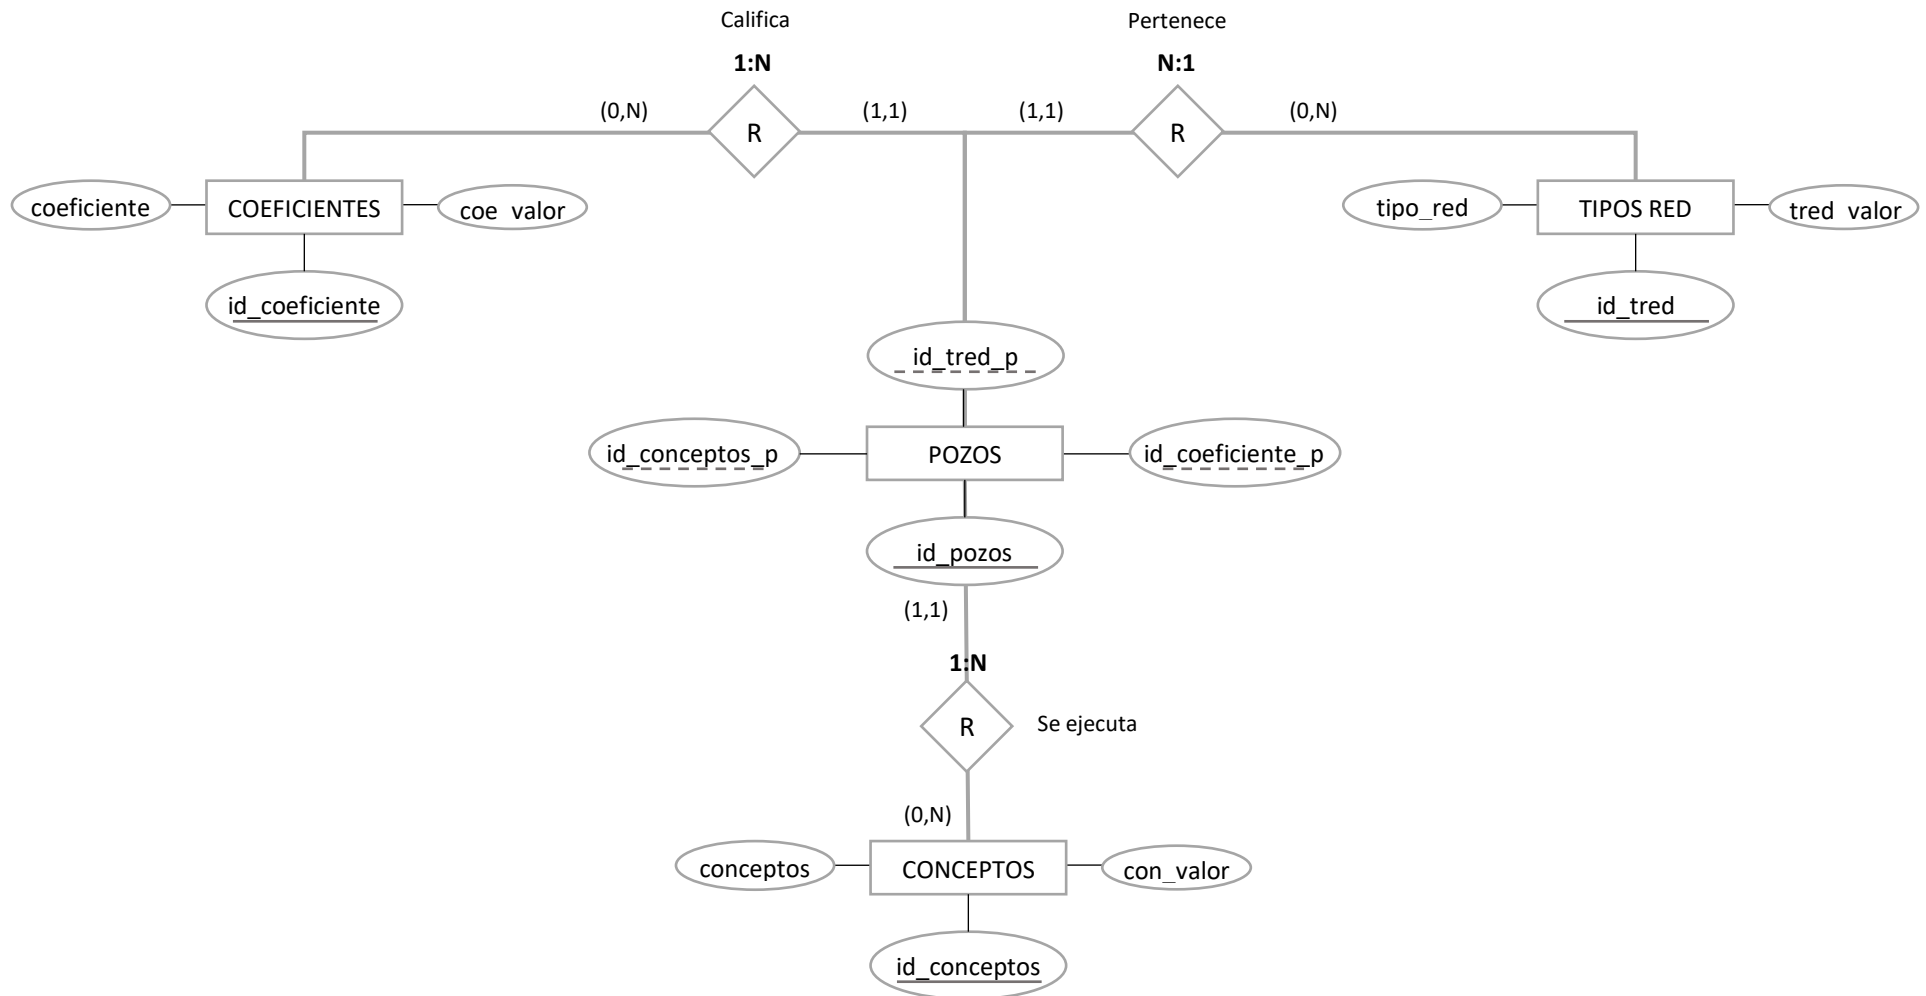 Califica
Pertenece
1:N
N:1
(0,N)
(1,1)
(1,1)
(0,N)
R
R
coeficiente
COEFICIENTES
coe_valor
tipo_red
TIPOS RED
tred_valor
id_coeficiente
id_tred
id_tred_p
id_conceptos_p
POZOS
id_coeficiente_p
id_pozos
(1,1)
1:N
R
Se ejecuta
(0,N)
conceptos
CONCEPTOS
con_valor
id_conceptos